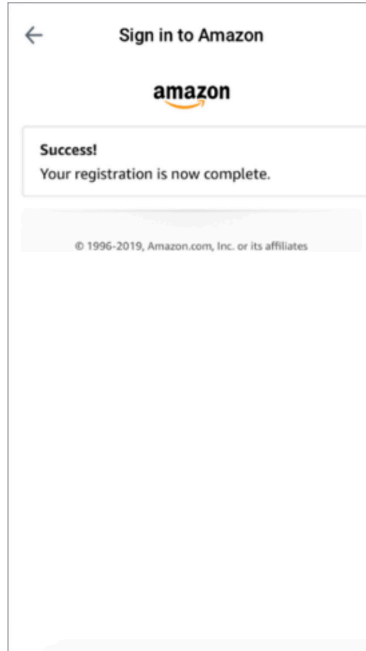 Sign in to Amazon
amazon
Success!
Your registration is now complete.
© 1996-2019, Amazon.com, Inc. or its affiliates